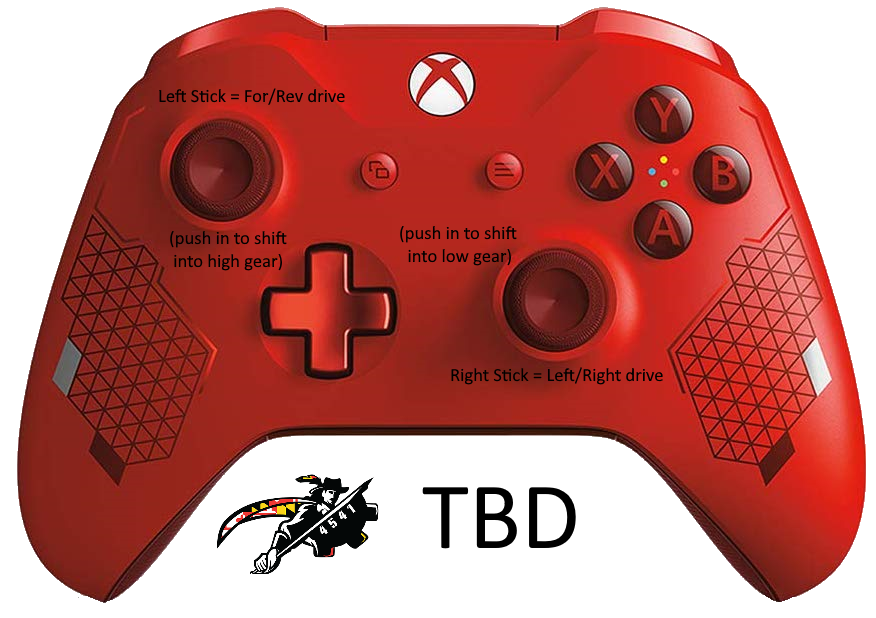 Left Stick = For/Rev drive
Y
X
B
A
(push in to shift
into high gear)
(push in to shift
into low gear)
Right Stick = Left/Right drive
4541
TBD